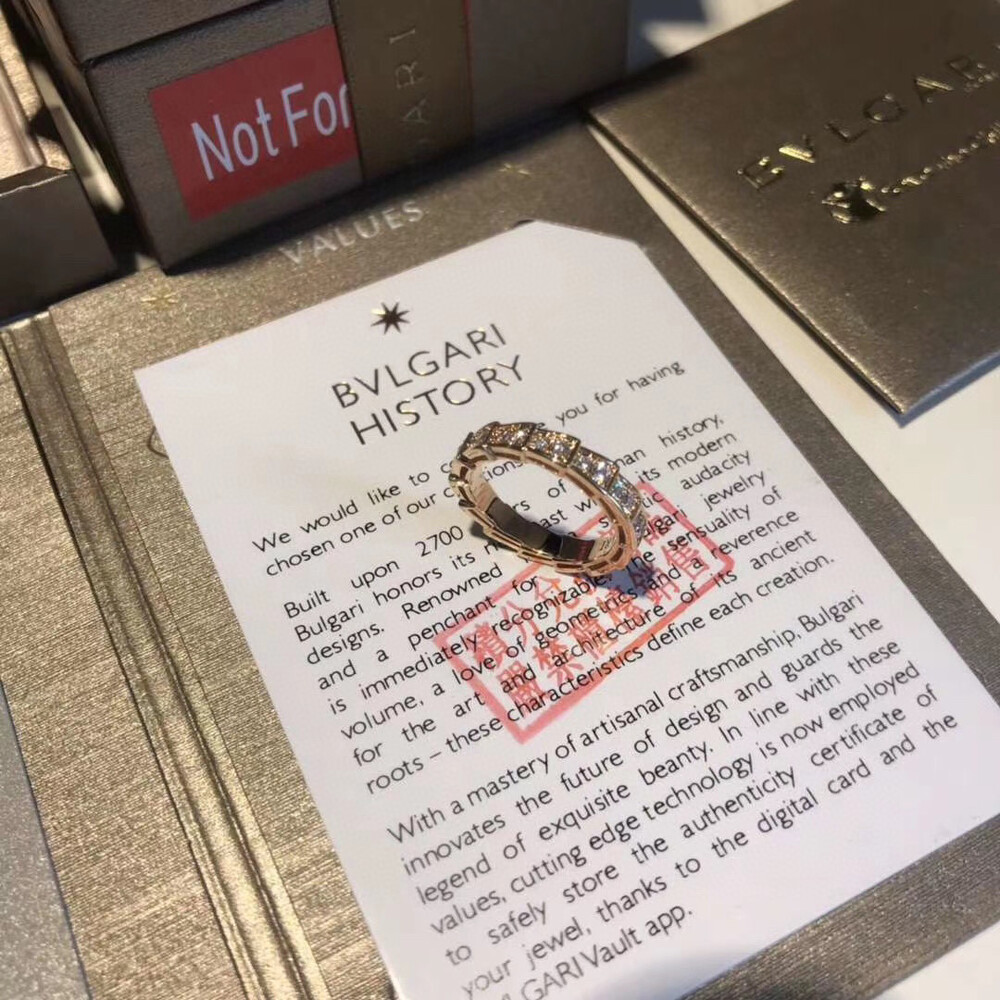 Not For
BVLGARI
VALUES
BVLGARI
HISTORY
We would like to you for having
chosen one of our
Built upon 2700 of history,
Bulgari honors its its modern
designs. Renowned audacity
and a penchant for jewelry
is immediately recognizable. The sensuality of
volume, a love of geometrics and a reverence
for the art and architecture of its ancient
roots – these characteristics define each creation.
With a mastery of artisanal craftsmanship, Bulgari
innovates the future of design and guards the
legend of exquisite beauty. In line with these
values, cutting edge technology is now employed
to safely store the authenticity certificate of
your jewel, thanks to the digital card and the
GARI Vault app.